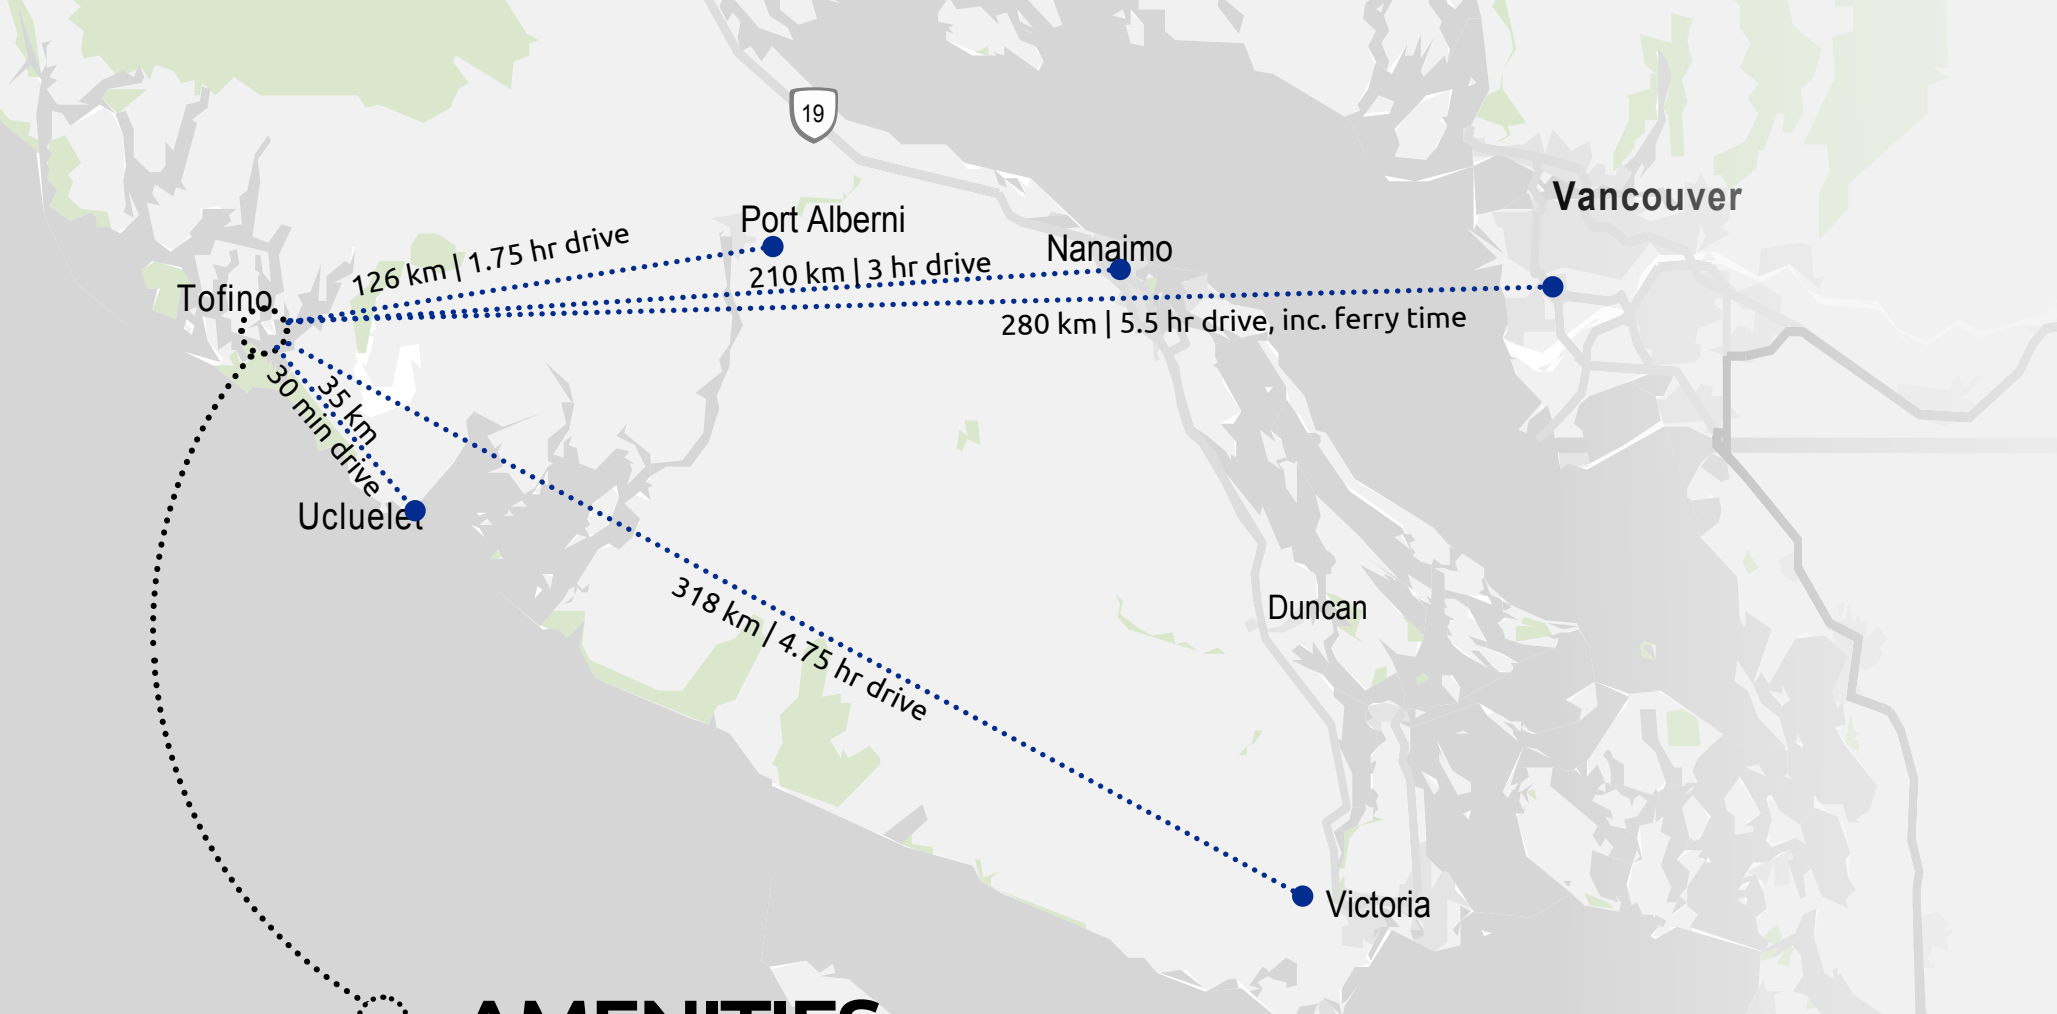 19
Vancouver
Port Alberni
126 km | 1.75 hr drive
Nanaimo
210 km | 3 hr drive
Tofino
280 km | 5.5 hr drive, inc. ferry time
35 km
30 min drive
Ucluelet
318 km | 4.75 hr drive
Duncan
Victoria
AMENITIES